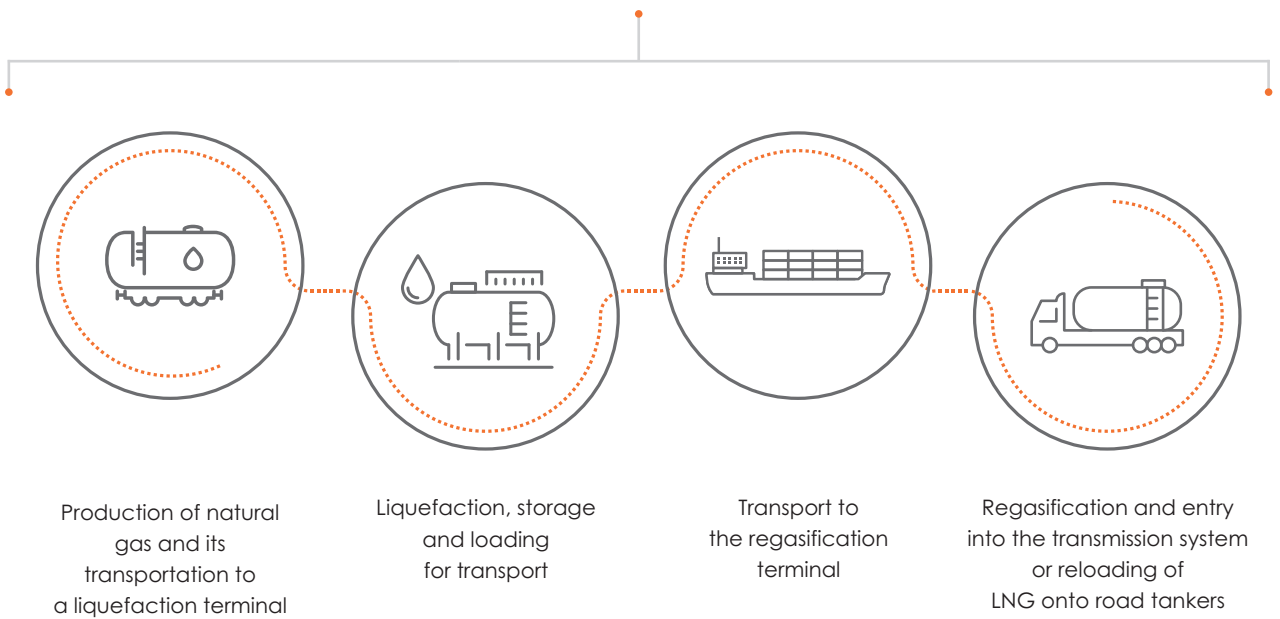 Production of natural
gas and its
transportation to
a liquefaction terminal
Liquefaction, storage
and loading
for transport
Transport to
the regasification
terminal
Regasification and entry
into the transmission system
or reloading of
LNG onto road tankers